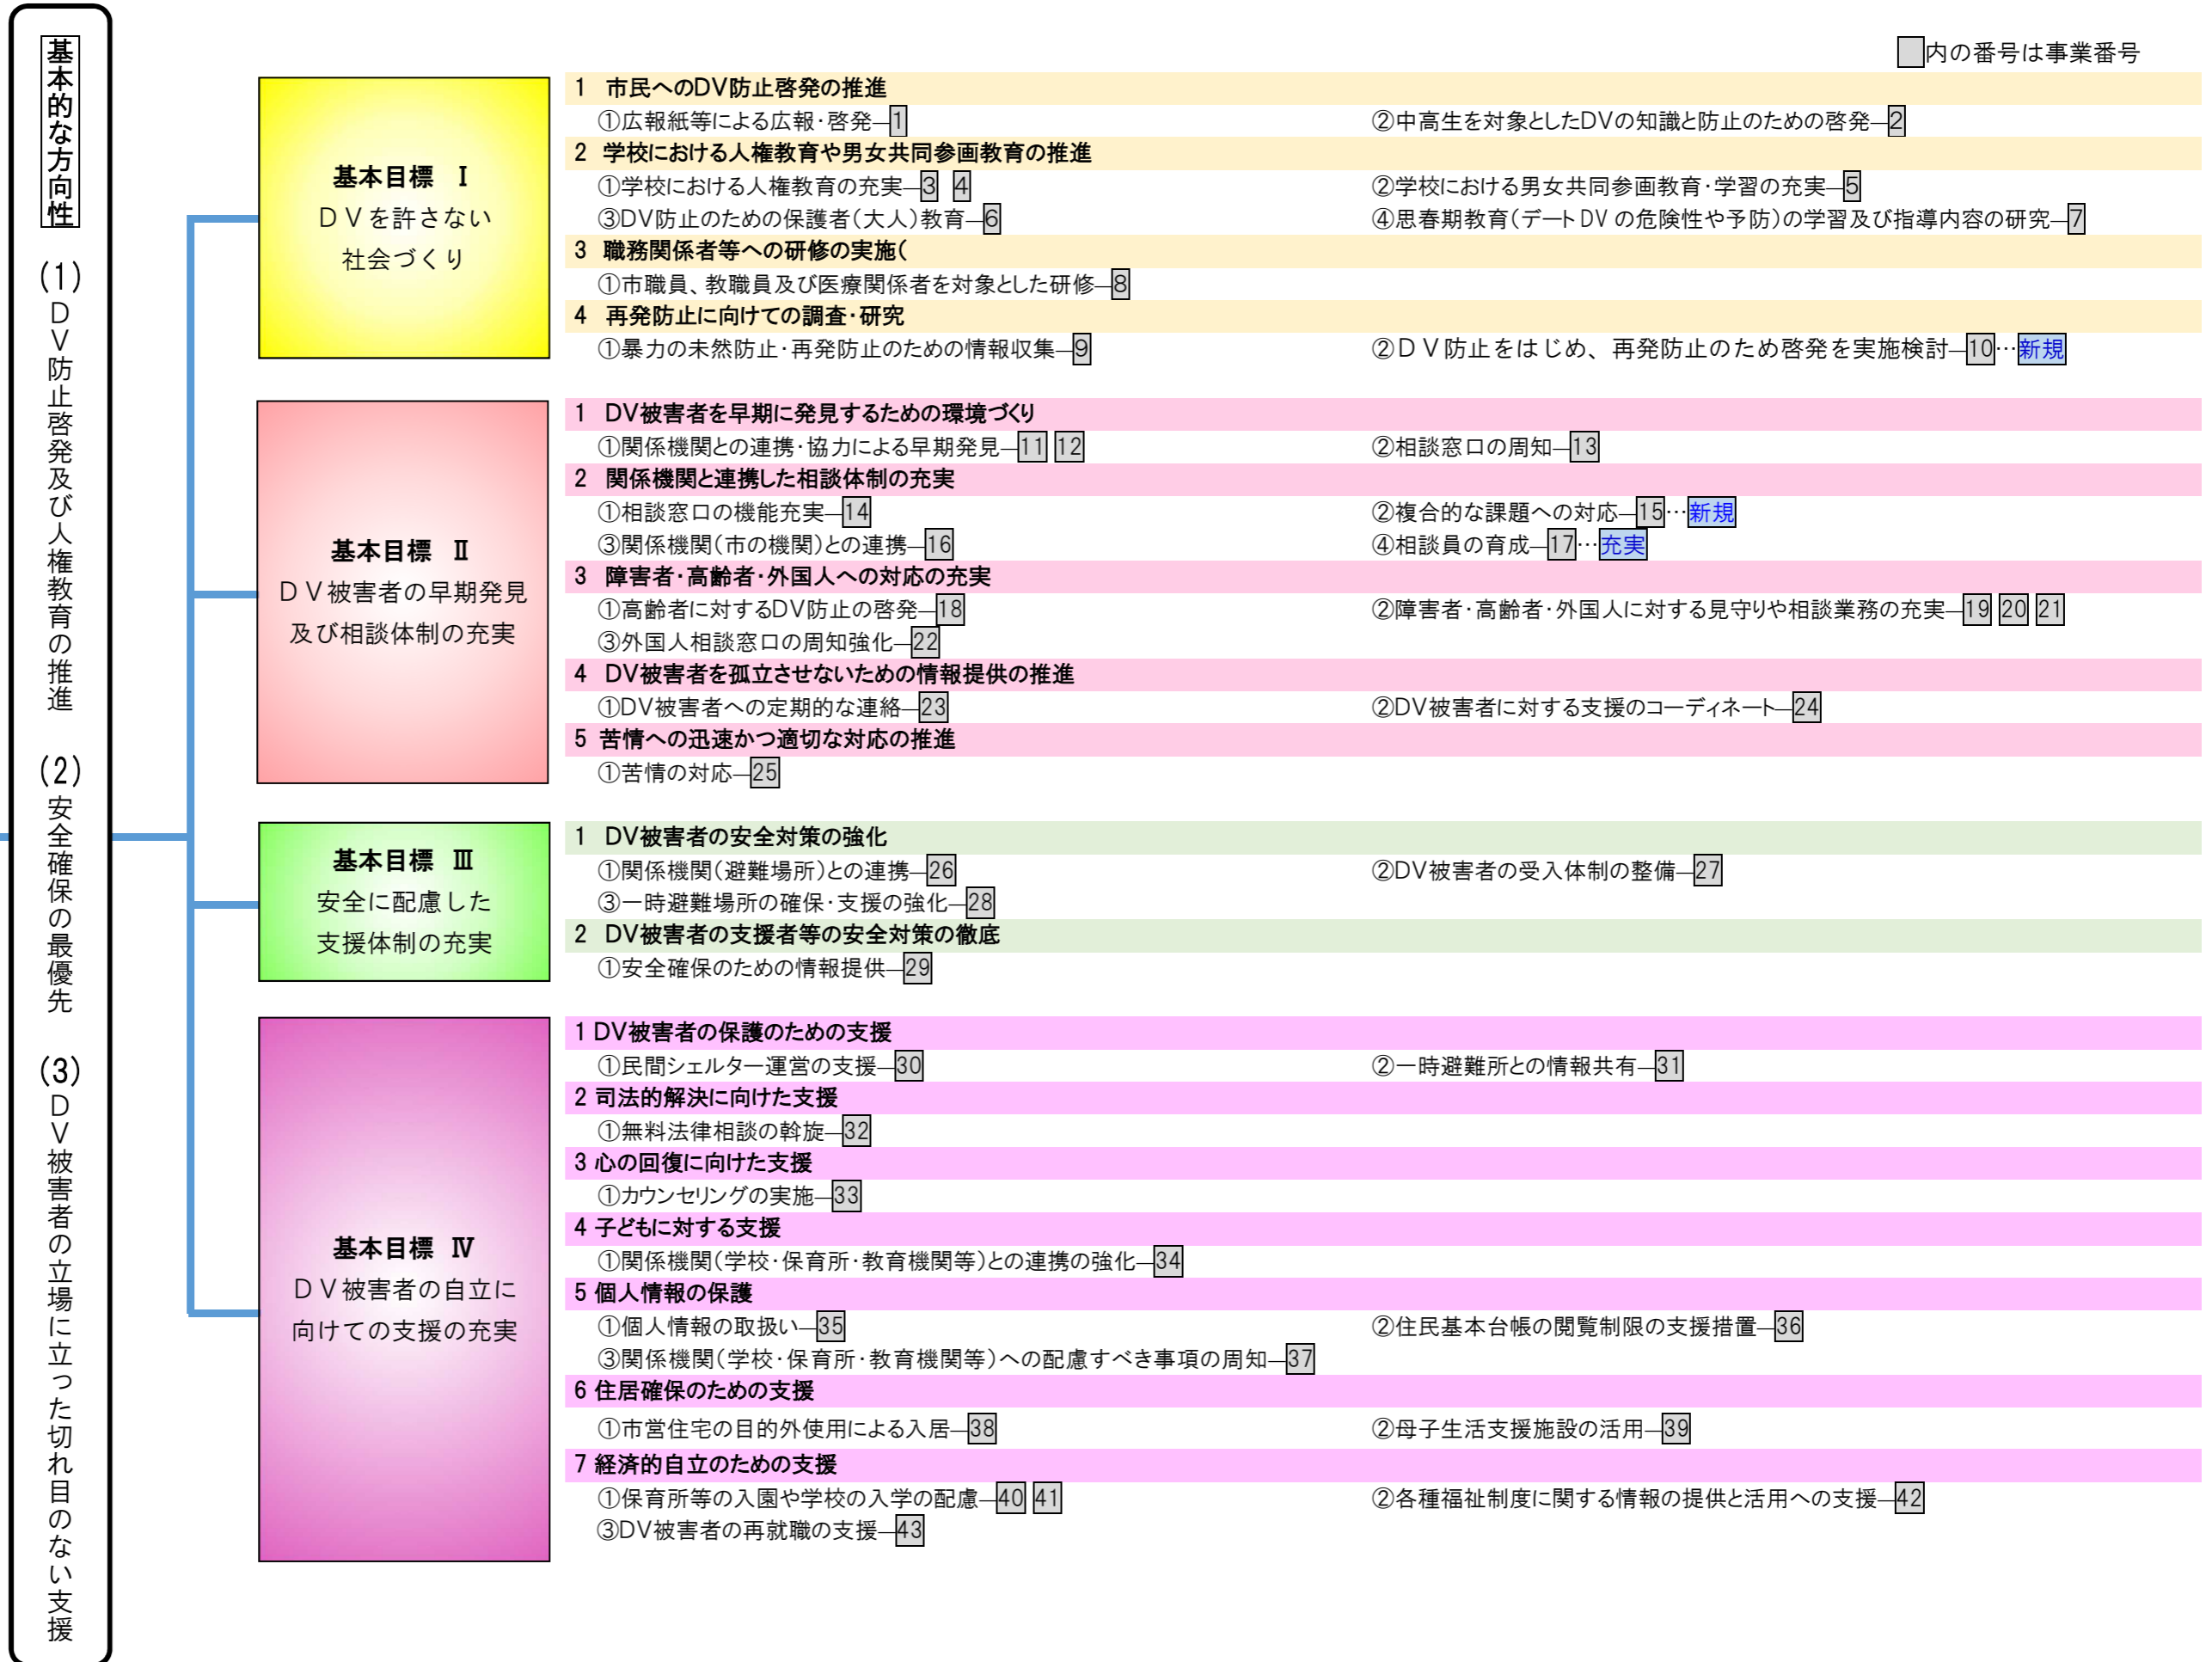 基本的な方向性
(1)DV防止啓発及び人権教育の推進
(2)安全確保の最優先
(3)DV被害者の立場に立った切れ目のない支援
内の番号は事業番号
基本目標 Ⅰ
DVを許さない
社会づくり
1 市民へのDV防止啓発の推進
①広報紙等による広報・啓発―1 ②中高生を対象としたDVの知識と防止のための啓発―2
2 学校における人権教育や男女共同参画教育の推進
①学校における人権教育の充実―3 4 ②学校における男女共同参画教育・学習の充実―5
③DV防止のための保護者(大人)教育―6 ④思春期教育(デートDVの危険性や予防)の学習及び指導内容の研究―7
3 職務関係者等への研修の実施(
①市職員、教職員及び医療関係者を対象とした研修―8
4 再発防止に向けての調査・研究
①暴力の未然防止・再発防止のための情報収集―9 ②DV防止をはじめ、再発防止のため啓発を実施検討―10…新規
基本目標 Ⅱ
DV被害者の早期発見
及び相談体制の充実
1 DV被害者を早期に発見するための環境づくり
①関係機関との連携・協力による早期発見―11 12 ②相談窓口の周知―13
2 関係機関と連携した相談体制の充実
①相談窓口の機能充実―14 ②複合的な課題への対応―15…新規
③関係機関(市の機関)との連携―16 ④相談員の育成―17…充実
3 障害者・高齢者・外国人への対応の充実
①高齢者に対するDV防止の啓発―18 ②障害者・高齢者・外国人に対する見守りや相談業務の充実―19 20 21
③外国人相談窓口の周知強化―22
4 DV被害者を孤立させないための情報提供の推進
①DV被害者への定期的な連絡―23 ②DV被害者に対する支援のコーディネート―24
5 苦情への迅速かつ適切な対応の推進
①苦情の対応―25
基本目標 Ⅲ
安全に配慮した
支援体制の充実
1 DV被害者の安全対策の強化
①関係機関(避難場所)との連携―26 ②DV被害者の受入体制の整備―27
③一時避難場所の確保・支援の強化―28
2 DV被害者の支援者等の安全対策の徹底
①安全確保のための情報提供―29
基本目標 Ⅳ
DV被害者の自立に
向けての支援の充実
1 DV被害者の保護のための支援
①民間シェルター運営の支援―30 ②一時避難所との情報共有―31
2 司法的解決に向けた支援
①無料法律相談の斡旋―32
3 心の回復に向けた支援
①カウンセリングの実施―33
4 子どもに対する支援
①関係機関(学校・保育所・教育機関等)との連携の強化―34
5 個人情報の保護
①個人情報の取扱い―35 ②住民基本台帳の閲覧制限の支援措置―36
③関係機関(学校・保育所・教育機関等)への配慮すべき事項の周知―37
6 住居確保のための支援
①市営住宅の目的外使用による入居―38 ②母子生活支援施設の活用―39
7 経済的自立のための支援
①保育所等の入園や学校の入学の配慮―40 41 ②各種福祉制度に関する情報の提供と活用への支援―42
③DV被害者の再就職の支援―43